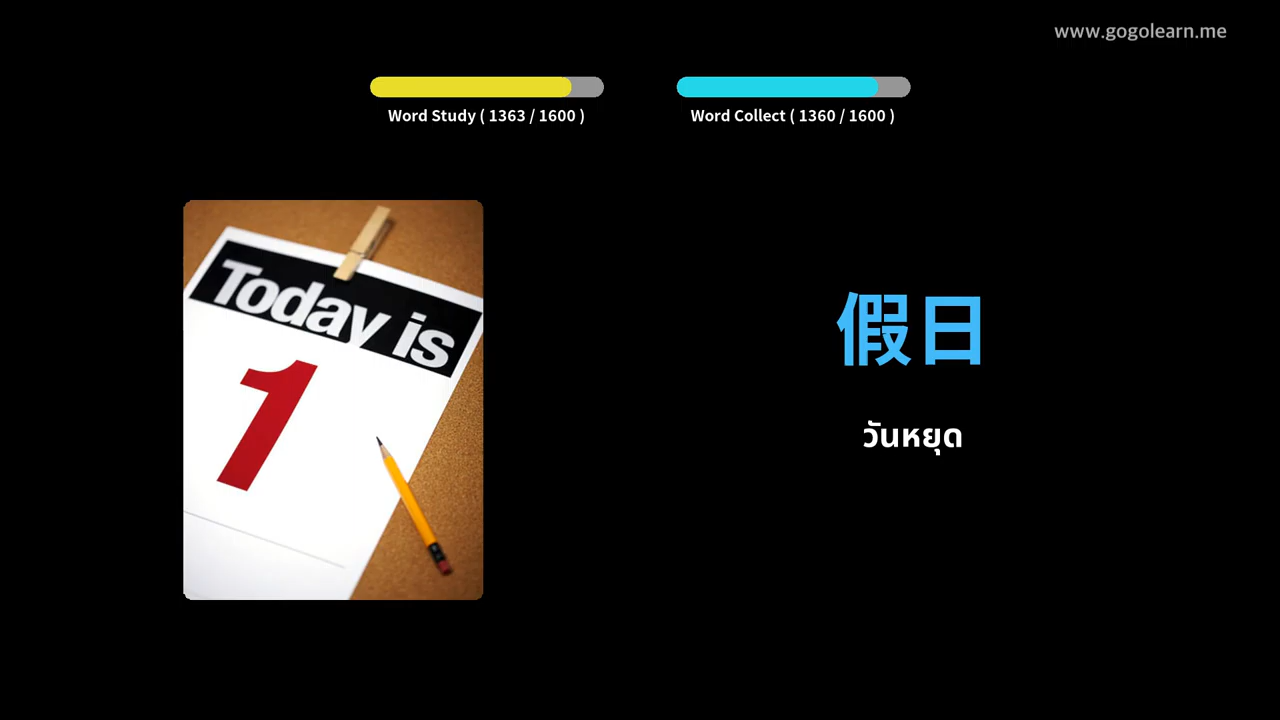 www.gogolearn.me
Word Study ( 1363 / 1600 )
Word Collect ( 1360 / 1600 )
Today is
1
假日
วันหยุด